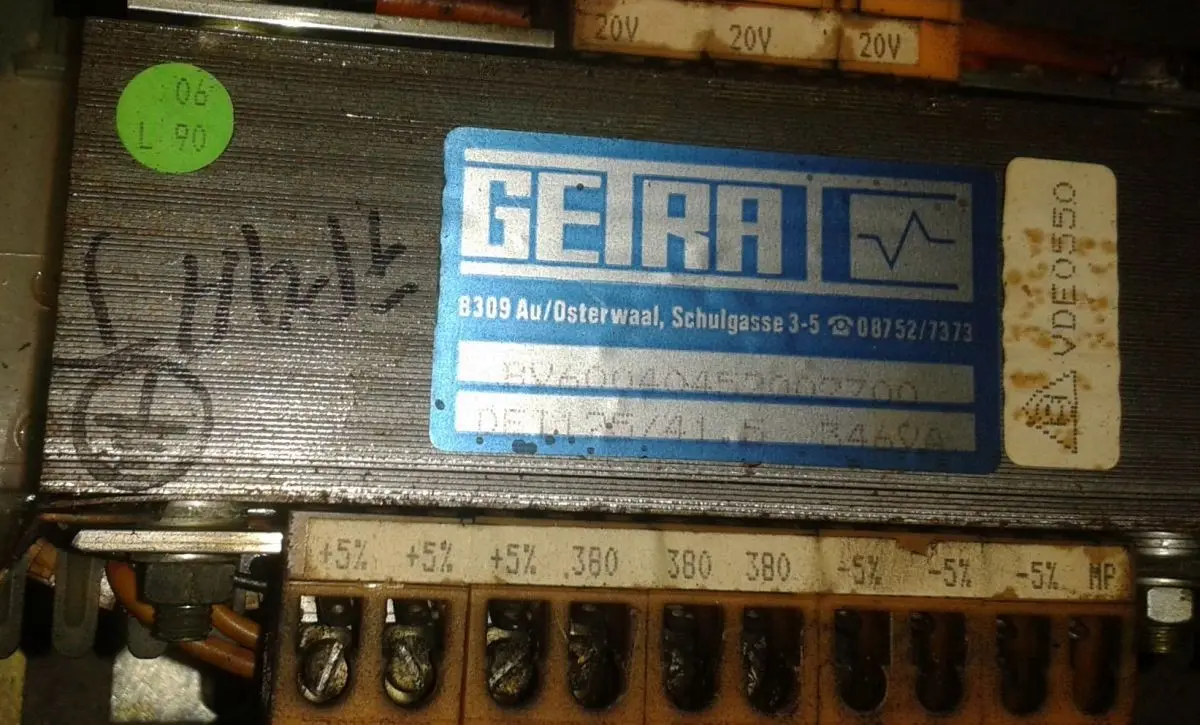 20V 20V 20V
06
L 90
GETRA
8309 Au/Osterwaal, Schulgasse 3-5 ☎ 08752/7373
VDE0550
+5% +5% +5% 380 380 380 -5% -5% -5% MP